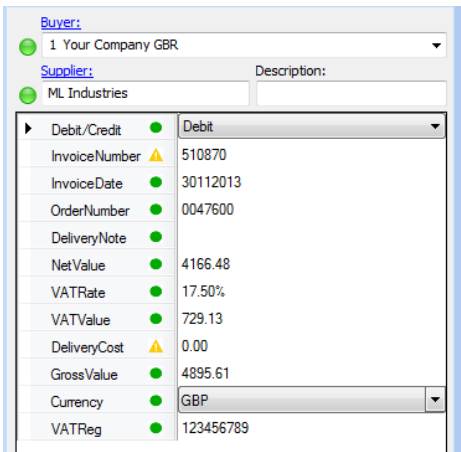 Buyer:
1 Your Company GBR
Supplier: Description:
ML Industries
Debit/Credit Debit
InvoiceNumber 510870
InvoiceDate 30112013
OrderNumber 0047600
DeliveryNote
NetValue 4166.48
VATRate 17.50%
VATValue 729.13
DeliveryCost 0.00
GrossValue 4895.61
Currency GBP
VATReg 123456789